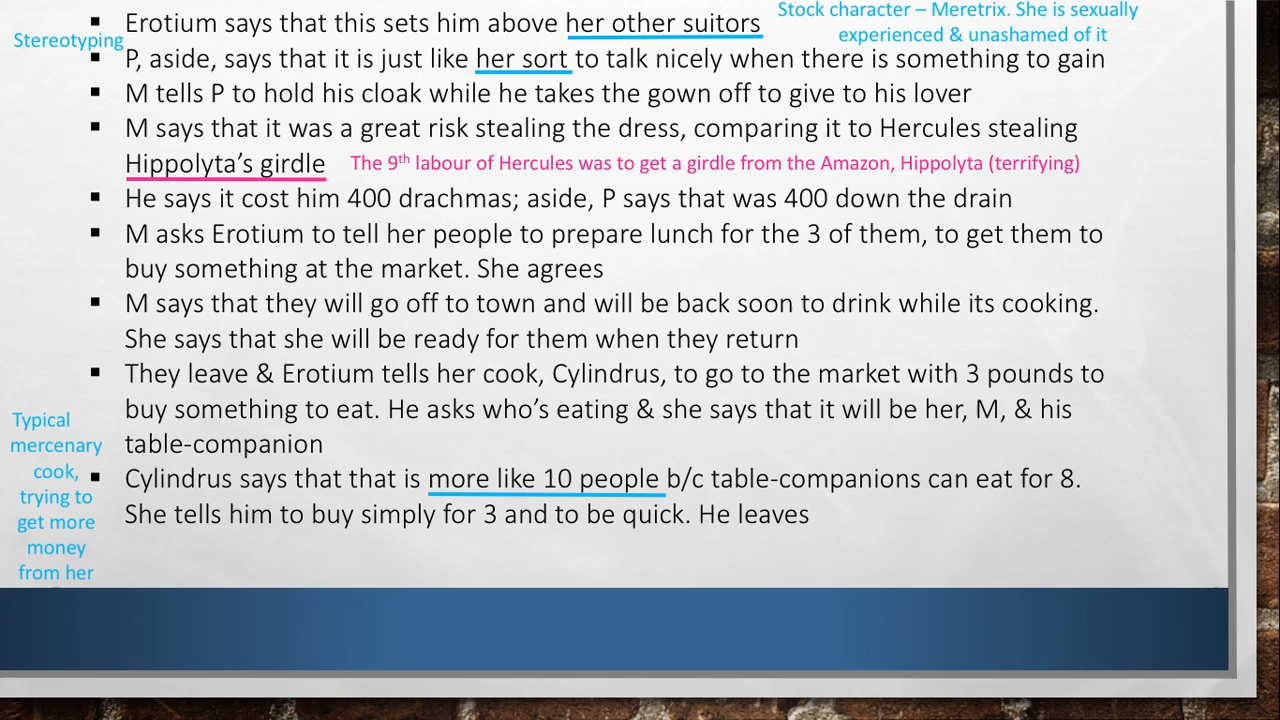 Stock character – Meretrix. She is sexually
experienced & unashamed of it
▪ Erotium says that this sets him above her other suitors
Stereotyping
▪ P, aside, says that it is just like her sort to talk nicely when there is something to gain
▪ M tells P to hold his cloak while he takes the gown off to give to his lover
▪ M says that it was a great risk stealing the dress, comparing it to Hercules stealing
Hippolyta's girdle
The 9th labour of Hercules was to get a girdle from the Amazon, Hippolyta (terrifying)
▪ He says it cost him 400 drachmas; aside, P says that was 400 down the drain
▪ M asks Erotium to tell her people to prepare lunch for the 3 of them, to get them to
buy something at the market. She agrees
▪ M says that they will go off to town and will be back soon to drink while its cooking.
She says that she will be ready for them when they return
▪ They leave & Erotium tells her cook, Cylindrus, to go to the market with 3 pounds to
buy something to eat. He asks who's eating & she says that it will be her, M, & his
table-companion
▪ Cylindrus says that that is more like 10 people b/c table-companions can eat for 8.
She tells him to buy simply for 3 and to be quick. He leaves
Typical
mercenary
cook,
trying to
get more
money
from her